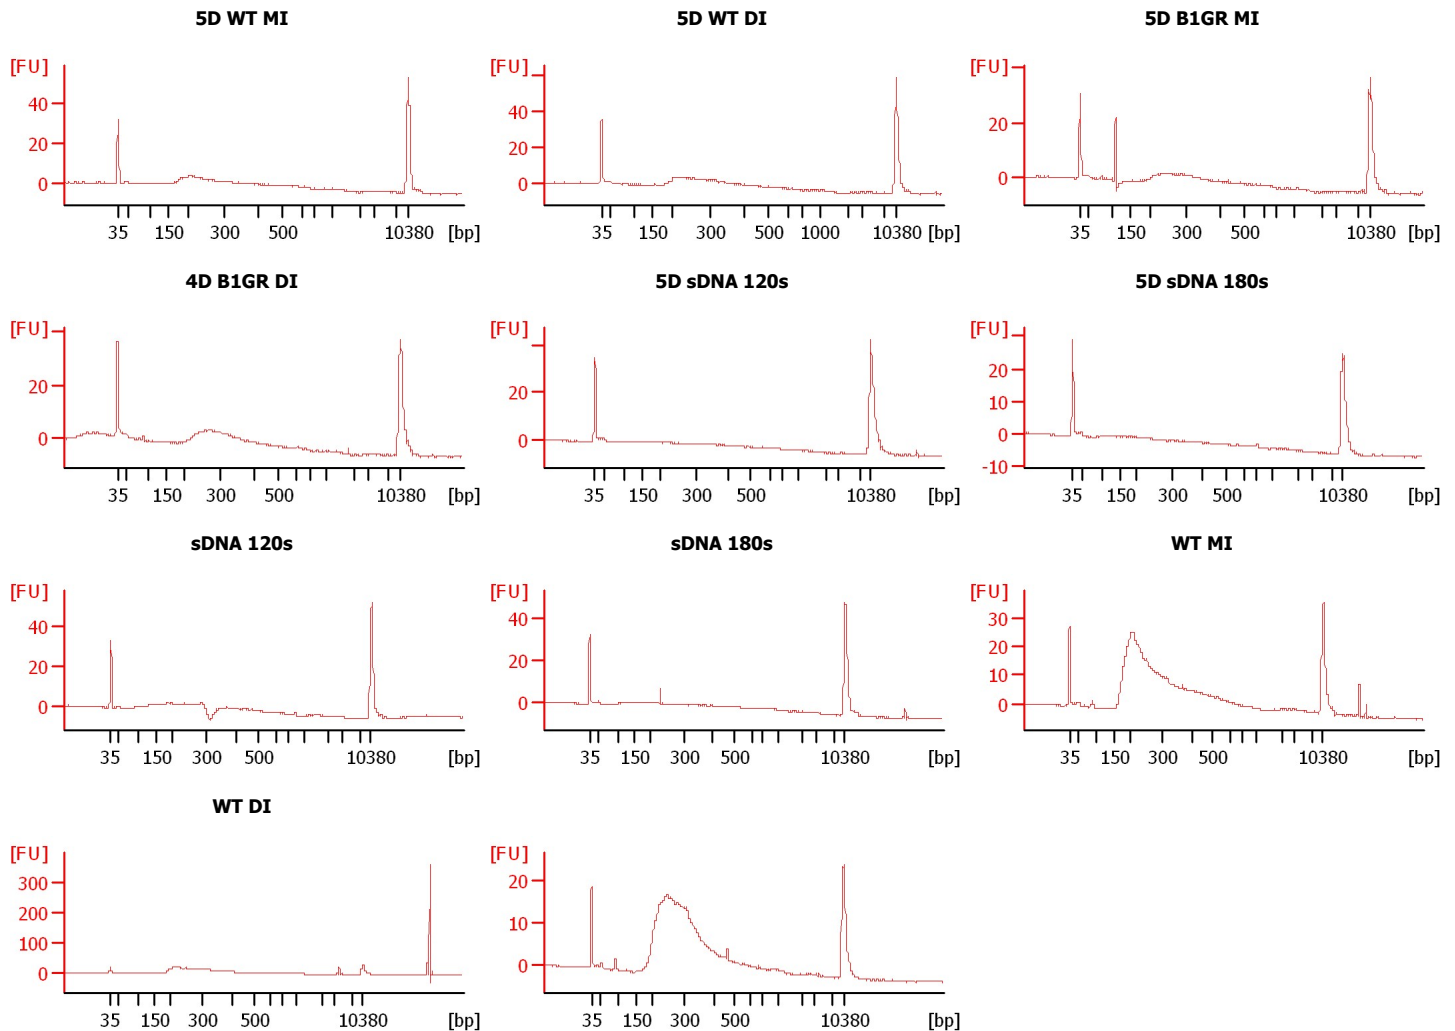 5D WT MI
5D WT DI
5D B1GR MI
[FU]
40
20
0
35 150 300 500 10380 [bp]
[FU]
40
20
0
35 150 300 500 1000 10380 [bp]
[FU]
20
0
35 150 300 500 10380 [bp]
4D B1GR DI
5D sDNA 120s
5D sDNA 180s
[FU]
20
0
35 150 300 500 10380 [bp]
[FU]
20
0
35 150 300 500 10380 [bp]
[FU]
20
10
0
-10
35 150 300 500 10380 [bp]
sDNA 120s
sDNA 180s
WT MI
[FU]
40
20
0
35 150 300 500 10380 [bp]
[FU]
40
20
0
35 150 300 500 10380 [bp]
[FU]
30
20
10
0
35 150 300 500 10380 [bp]
WT DI
[FU]
300
200
100
0
35 150 300 500 10380 [bp]
[FU]
20
10
0
35 150 300 500 10380 [bp]